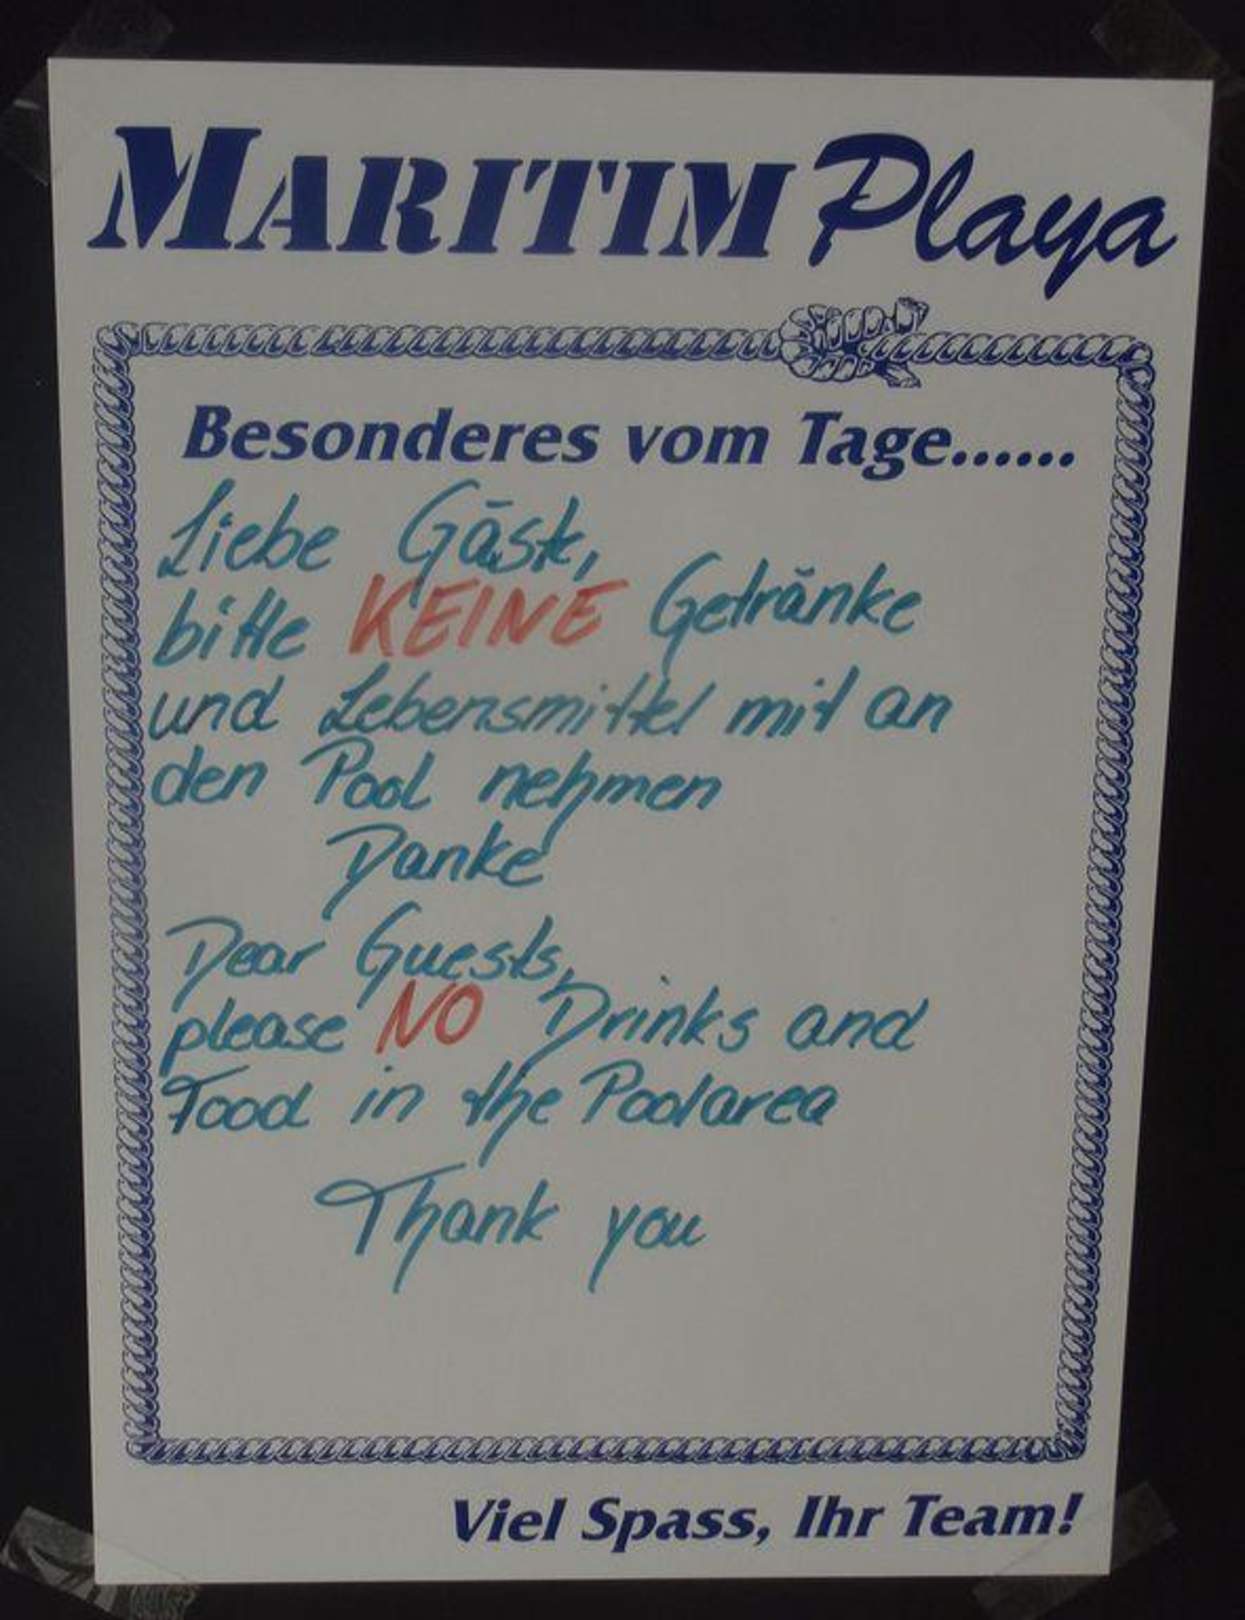 MARITIM Playa
Besonderes vom Tage......
Liebe Gäste,
bitte KEINE Getränke
und Lebensmittel mit an
den Pool nehmen
Danke
Dear Guests,
please NO Drinks and
Food in the Poolarea
Thank you
Viel Spass, Ihr Team!